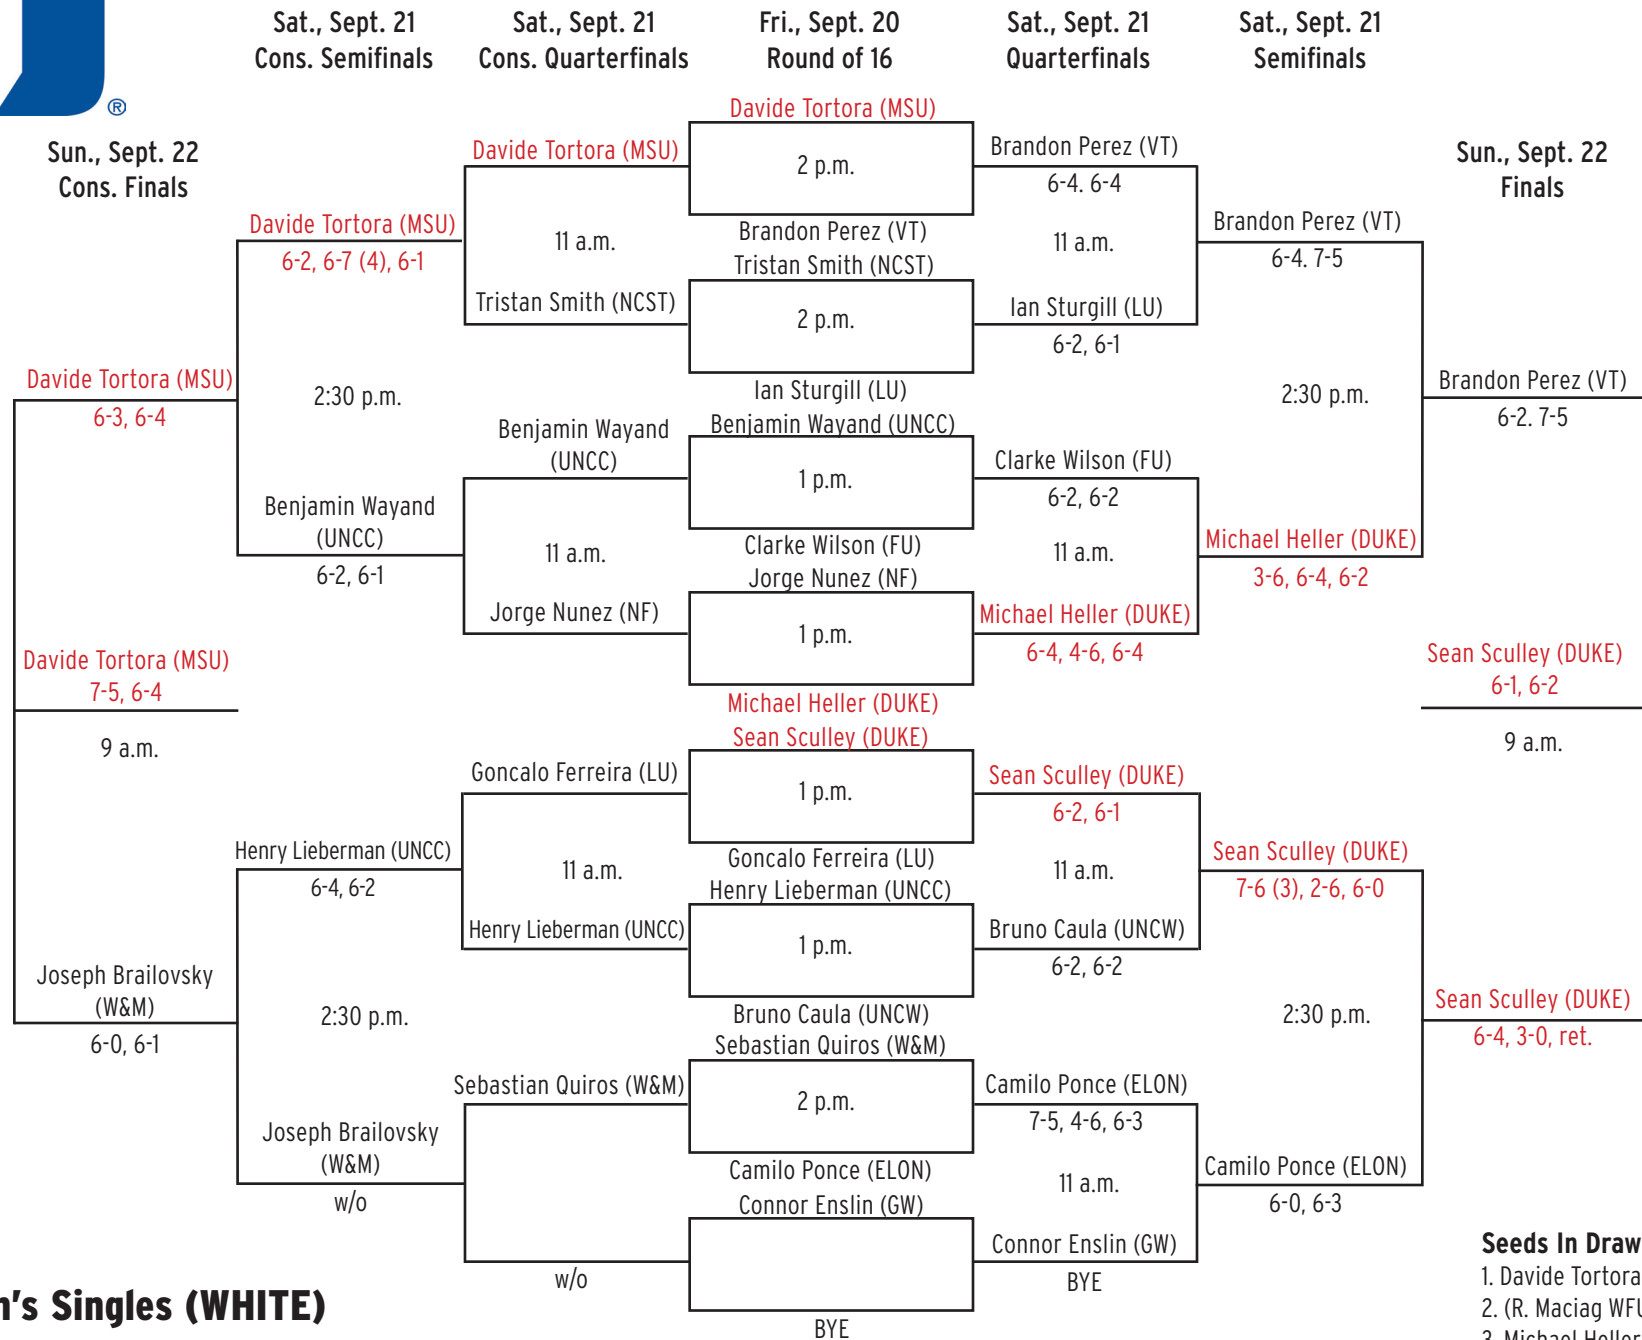 Sat., Sept. 21
Cons. Semifinals
Sat., Sept. 21
Cons. Quarterfinals
Fri., Sept. 20
Round of 16
Sat., Sept. 21
Quarterfinals
Sat., Sept. 21
Semifinals
®
Sun., Sept. 22
Cons. Finals
Sun., Sept. 22
Finals
Davide Tortora (MSU)
6-3, 6-4
Davide Tortora (MSU)
7-5, 6-4
9 a.m.
Joseph Brailovsky
(W&M)
6-0, 6-1
Davide Tortora (MSU)
6-2, 6-7 (4), 6-1
2:30 p.m.
Benjamin Wayand
(UNCC)
6-2, 6-1
Henry Lieberman (UNCC)
6-4, 6-2
2:30 p.m.
Joseph Brailovsky
(W&M)
w/o
Davide Tortora (MSU)
11 a.m.
Tristan Smith (NCST)
Benjamin Wayand
(UNCC)
11 a.m.
Jorge Nunez (NF)
Goncalo Ferreira (LU)
11 a.m.
Henry Lieberman (UNCC)
Sebastian Quiros (W&M)
w/o
Davide Tortora (MSU)
2 p.m.
Brandon Perez (VT)
Tristan Smith (NCST)
2 p.m.
Ian Sturgill (LU)
Benjamin Wayand (UNCC)
1 p.m.
Clarke Wilson (FU)
Jorge Nunez (NF)
1 p.m.
Michael Heller (DUKE)
Sean Sculley (DUKE)
1 p.m.
Goncalo Ferreira (LU)
Henry Lieberman (UNCC)
1 p.m.
Bruno Caula (UNCW)
Sebastian Quiros (W&M)
2 p.m.
Camilo Ponce (ELON)
Connor Enslin (GW)
BYE
Brandon Perez (VT)
6-4. 6-4
11 a.m.
Ian Sturgill (LU)
6-2, 6-1
Clarke Wilson (FU)
6-2, 6-2
11 a.m.
Michael Heller (DUKE)
6-4, 4-6, 6-4
Sean Sculley (DUKE)
6-2, 6-1
11 a.m.
Bruno Caula (UNCW)
6-2, 6-2
Camilo Ponce (ELON)
7-5, 4-6, 6-3
11 a.m.
Connor Enslin (GW)
BYE
Brandon Perez (VT)
6-4. 7-5
2:30 p.m.
Michael Heller (DUKE)
3-6, 6-4, 6-2
Sean Sculley (DUKE)
7-6 (3), 2-6, 6-0
2:30 p.m.
Camilo Ponce (ELON)
6-0, 6-3
Brandon Perez (VT)
6-2. 7-5
Sean Sculley (DUKE)
6-1, 6-2
9 a.m.
Sean Sculley (DUKE)
6-4, 3-0, ret.
n's Singles (WHITE)
Seeds In Draw
1. Davide Tortora
2. (R. Maciag WFU
3. Michael Heller